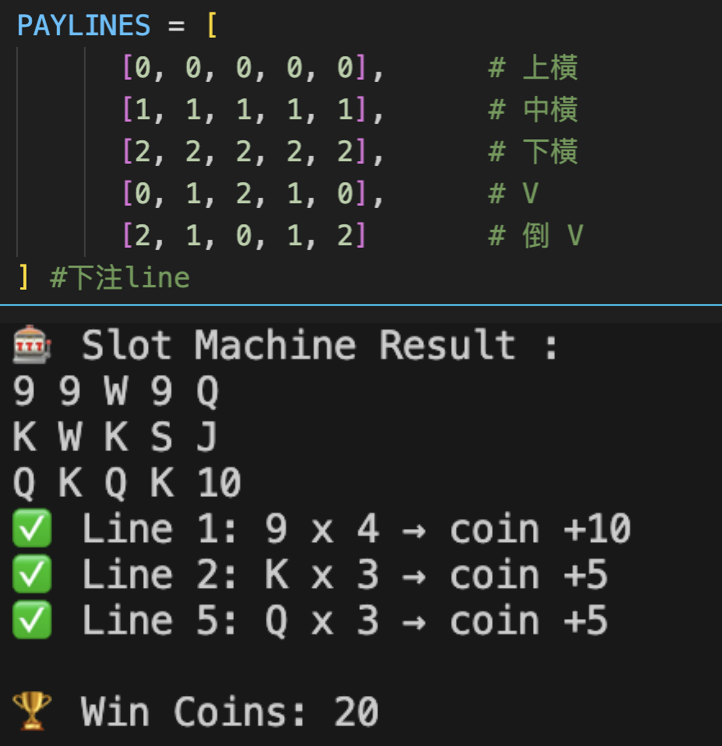 PAYLINES = [
[0, 0, 0, 0, 0], # 上橫
[1, 1, 1, 1, 1], # 中橫
[2, 2, 2, 2, 2], # 下橫
[0, 1, 2, 1, 0], # V
[2, 1, 0, 1, 2] # 倒 V
] #下注line
🎰 Slot Machine Result :
9 9 W 9 Q
K W K S J
Q K Q K 10
✅ Line 1: 9 x 4 → coin +10
✅ Line 2: K x 3 → coin +5
✅ Line 5: Q x 3 → coin +5
🏆 Win Coins: 20